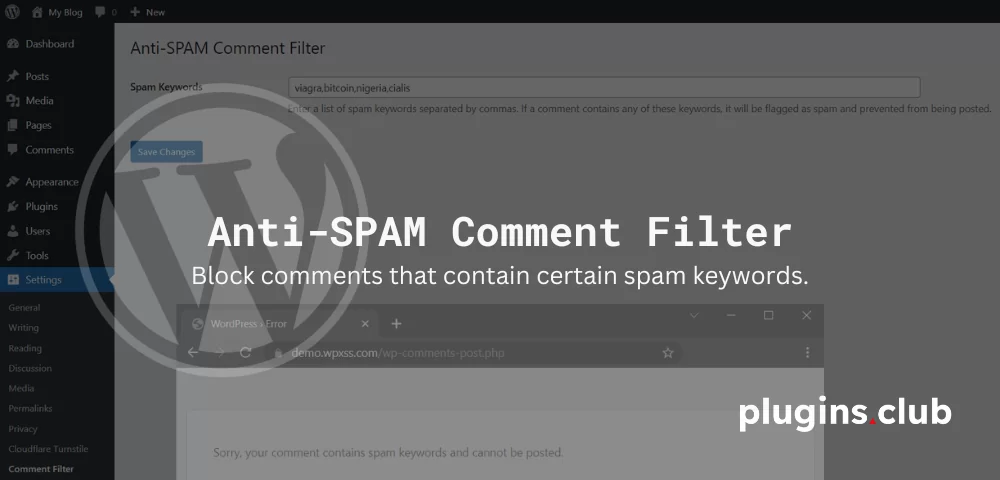 My Blog 0 New
Dashboard
Posts
Media
Pages
Comments
Appearance
Plugins
Users
Tools
Settings
General
Writing
Reading
Discussion
Media
Permalinks
Privacy
Cloudflare Turnstile
Comment Filter
Anti-SPAM Comment Filter
Spam Keywords
viagra,bitcoin,nigeria,cialis
Enter a list of spam keywords separated by commas. If a comment contains any of these keywords, it will be flagged as spam and prevented from being posted.
Save Changes
Anti-SPAM Comment Filter
Block comments that contain certain spam keywords.
WordPress › Error
demo.wpxss.com/wp-comments-post.php
Sorry, your comment contains spam keywords and cannot be posted.
plugins.club